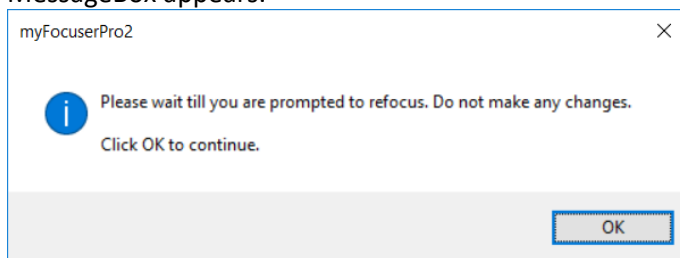 MessageBox appears.
myFocuserPro2
Please wait till you are prompted to refocus. Do not make any changes.
Click OK to continue.
OK